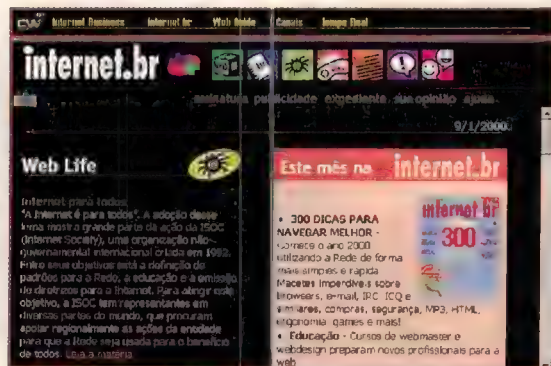 CW Internet Business internet.br Web Guide Canais Tempo Real
internet.br
assinatura publicidade expediente sua opinião ajuda
9/1/2000
Web Life
Internet para todos
"A Internet é para todos". A adoção desse
lema mostra grande parte da ação da ISOC
(Internet Society), uma organização não-
governamental internacional criada em 1992.
Entre seus objetivos está a definição de
padrões para a Rede, a educação e a emissão
de diretrizes para a Internet. Para atingir este
objetivo, a ISOC tem representantes em
diversas partes do mundo, que procuram
apoiar regionalmente as ações da entidade
para que a Rede seja usada para o benefício
de todos. Leia a matéria
Este mês na internet.br
• 300 DICAS PARA
NAVEGAR MELHOR -
Comece o ano 2000
utilizando a Rede de forma
mais simples e rápida
Macetes imperdíveis sobre
browsers, e-mail, IRC, ICQ e
similares, compras, segurança, MP3, HTML,
ergonomia, games e mais!
• Educação - Cursos de webmaster e
webdesign preparam novos profissionais para a
web
internet br
300